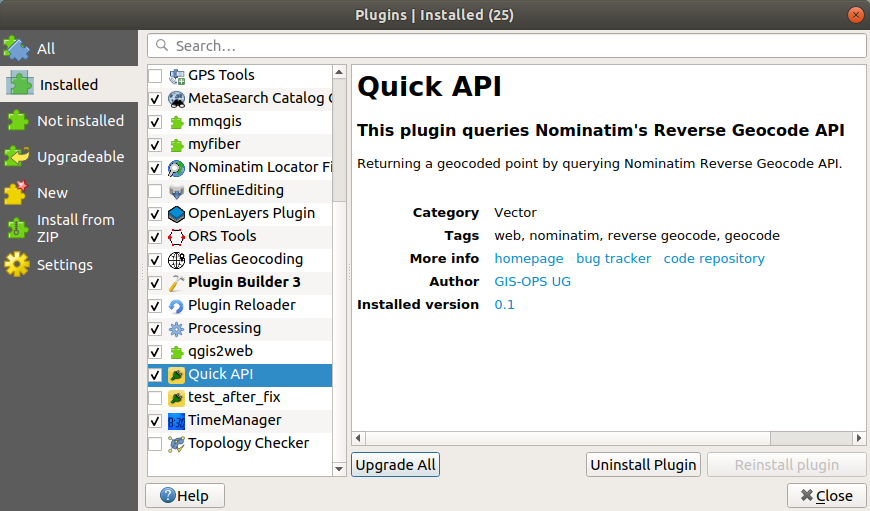 Plugins | Installed (25)
All
Installed
Not installed
Upgradeable
New
Install from
ZIP
Settings
Search…
GPS Tools
MetaSearch Catalog
mmqgis
myfiber
Nominatim Locator
OfflineEditing
OpenLayers Plugin
ORS Tools
Pelias Geocoding
Plugin Builder 3
Plugin Reloader
Processing
qgis2web
Quick API
test_after_fix
TimeManager
Topology Checker
Quick API
This plugin queries Nominatim's Reverse Geocode API
Returning a geocoded point by querying Nominatim Reverse Geocode API.
Category Vector
Tags web, nominatim, reverse geocode, geocode
More info homepage bug tracker code repository
Author GIS-OPS UG
Installed version 0.1
Upgrade All
Uninstall Plugin
Reinstall plugin
Help
Close